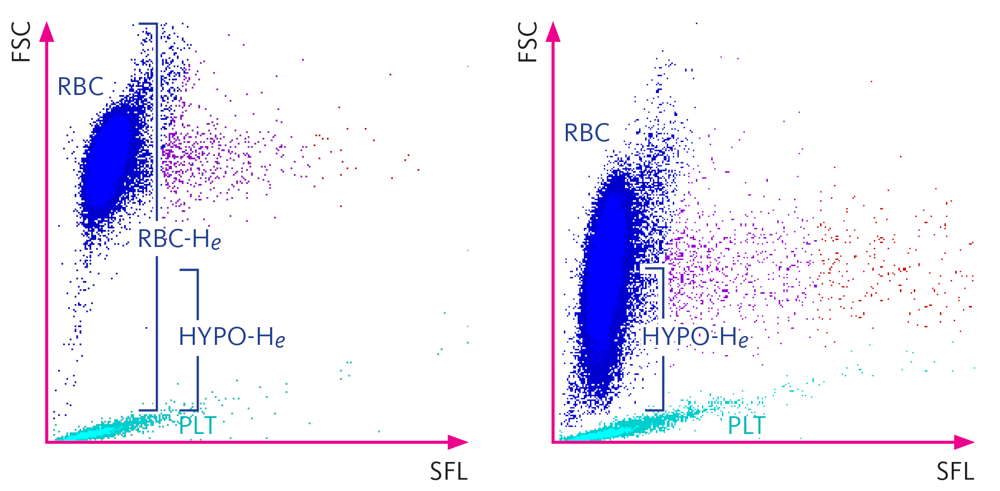 FSC
RBC
RBC-He
HYPO-He
PLT
SFL
FSC
RBC
HYPO-He
PLT
SFL